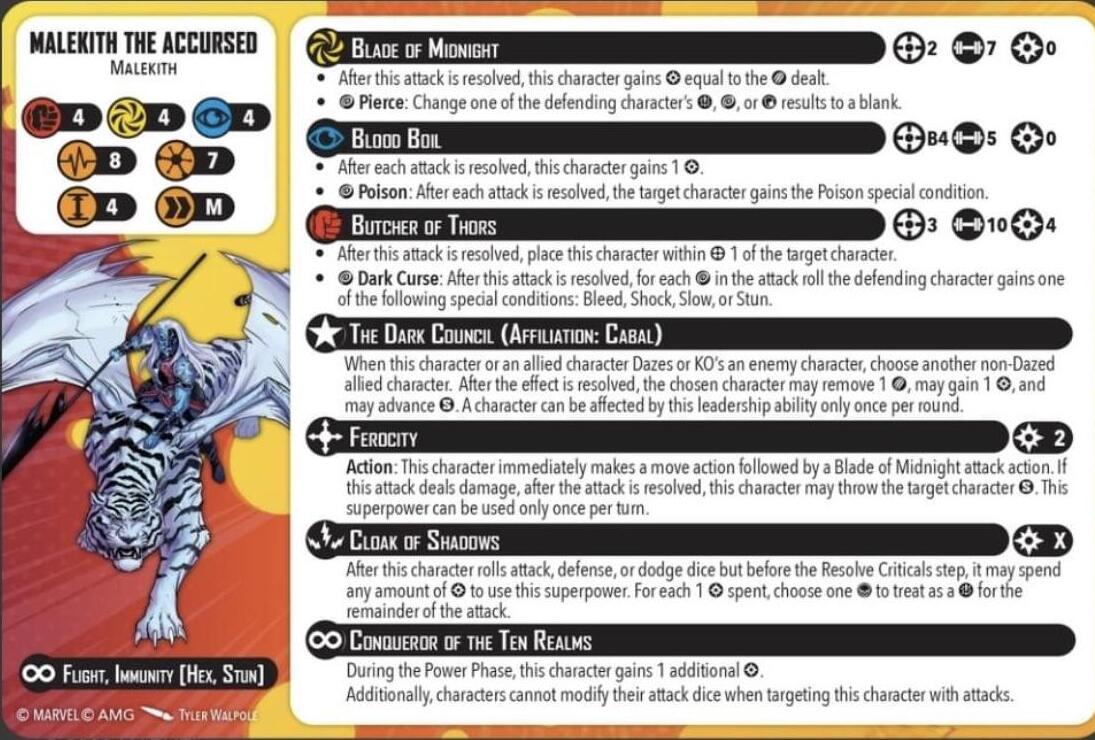 MALEKITH THE ACCURSED
MALEKITH
4 4 4
8 7
4 M
∞ FLIGHT, IMMUNITY [HEX, STUN]
© MARVEL © AMG TYLER WALPOLE
BLADE OF MIDNIGHT 2 7 0
• After this attack is resolved, this character gains equal to the dealt.
• Pierce: Change one of the defending character's , , or results to a blank.
BLOOD BOIL B4 5 0
• After each attack is resolved, this character gains 1 .
• Poison: After each attack is resolved, the target character gains the Poison special condition.
BUTCHER OF THORS 3 10 4
• After this attack is resolved, place this character within 1 of the target character.
• Dark Curse: After this attack is resolved, for each in the attack roll the defending character gains one
of the following special conditions: Bleed, Shock, Slow, or Stun.
THE DARK COUNCIL (AFFILIATION: CABAL)
When this character or an allied character Dazes or KO's an enemy character, choose another non-Dazed
allied character. After the effect is resolved, the chosen character may remove 1 , may gain 1 , and
may advance S. A character can be affected by this leadership ability only once per round.
FEROCITY 2
Action: This character immediately makes a move action followed by a Blade of Midnight attack action. If
this attack deals damage, after the attack is resolved, this character may throw the target character S. This
superpower can be used only once per turn.
CLOAK OF SHADOWS X
After this character rolls attack, defense, or dodge dice but before the Resolve Criticals step, it may spend
any amount of to use this superpower. For each 1 spent, choose one to treat as a for the
remainder of the attack.
∞ CONQUEROR OF THE TEN REALMS
During the Power Phase, this character gains 1 additional .
Additionally, characters cannot modify their attack dice when targeting this character with attacks.